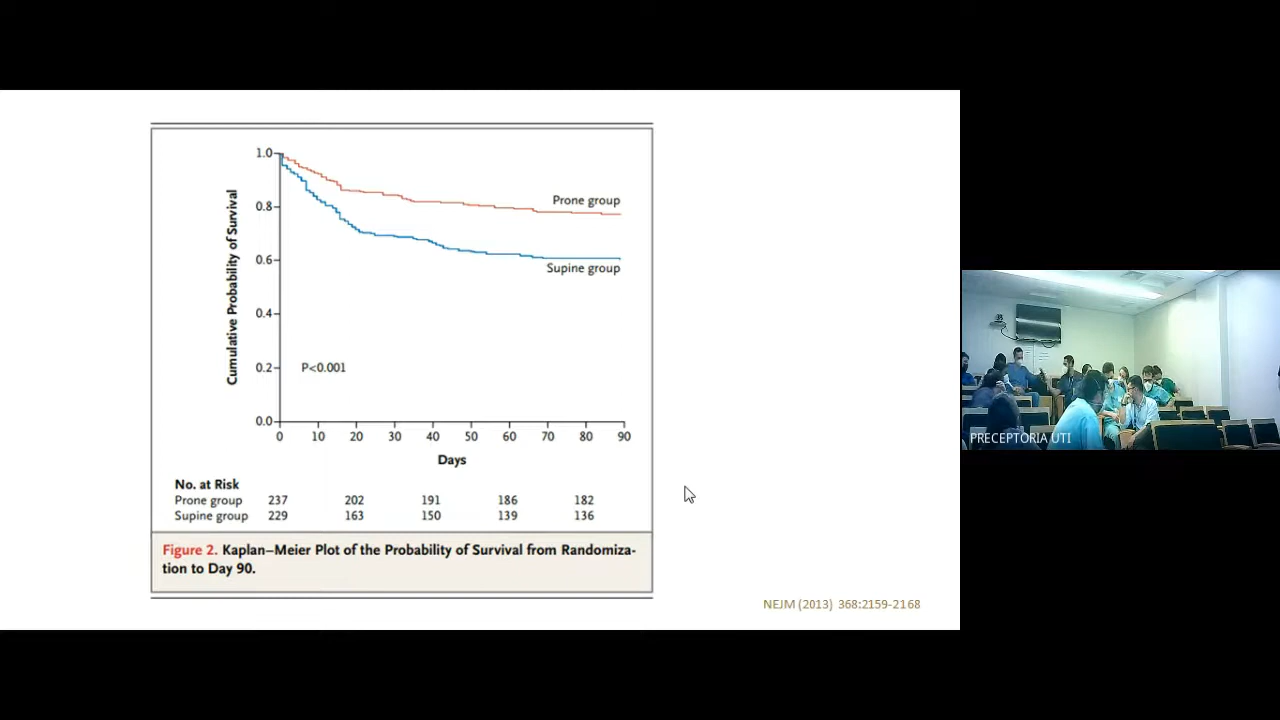 1.0
0.8
0.6
0.4
0.2
0.0
Cumulative Probability of Survival
Prone group
Supine group
P<0.001
0 10 20 30 40 50 60 70 80 90
Days
No. at Risk
Prone group 237 202 191 186 182
Supine group 229 163 150 139 136
Figure 2. Kaplan–Meier Plot of the Probability of Survival from Randomiza-
tion to Day 90.
NEJM (2013) 368:2159-2168
PRECEPTORIA UTI